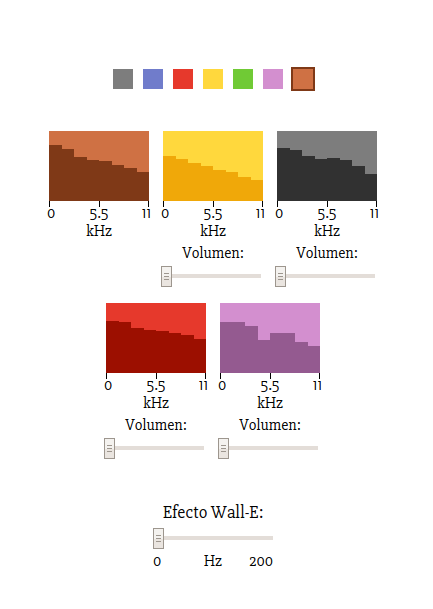 0 5.5 11 0 5.5 11 0 5.5 11
kHz kHz kHz
Volumen: Volumen:
0 5.5 11 0 5.5 11
kHz kHz
Volumen: Volumen:
Efecto Wall-E:
0 Hz 200